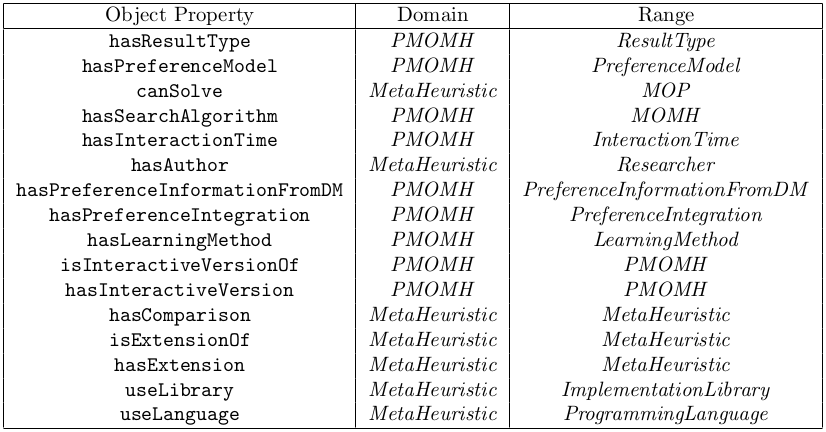 Object Property Domain Range
hasResultType PMOMH ResultType
hasPreferenceModel PMOMH PreferenceModel
canSolve MetaHeuristic MOP
hasSearchAlgorithm PMOMH MOMH
hasInteractionTime PMOMH InteractionTime
hasAuthor MetaHeuristic Researcher
hasPreferenceInformationFromDM PMOMH PreferenceInformationFromDM
hasPreferenceIntegration PMOMH PreferenceIntegration
hasLearningMethod PMOMH LearningMethod
isInteractiveVersionOf PMOMH PMOMH
hasInteractiveVersion PMOMH PMOMH
hasComparison MetaHeuristic MetaHeuristic
isExtensionOf MetaHeuristic MetaHeuristic
hasExtension MetaHeuristic MetaHeuristic
useLibrary MetaHeuristic ImplementationLibrary
useLanguage MetaHeuristic ProgrammingLanguage